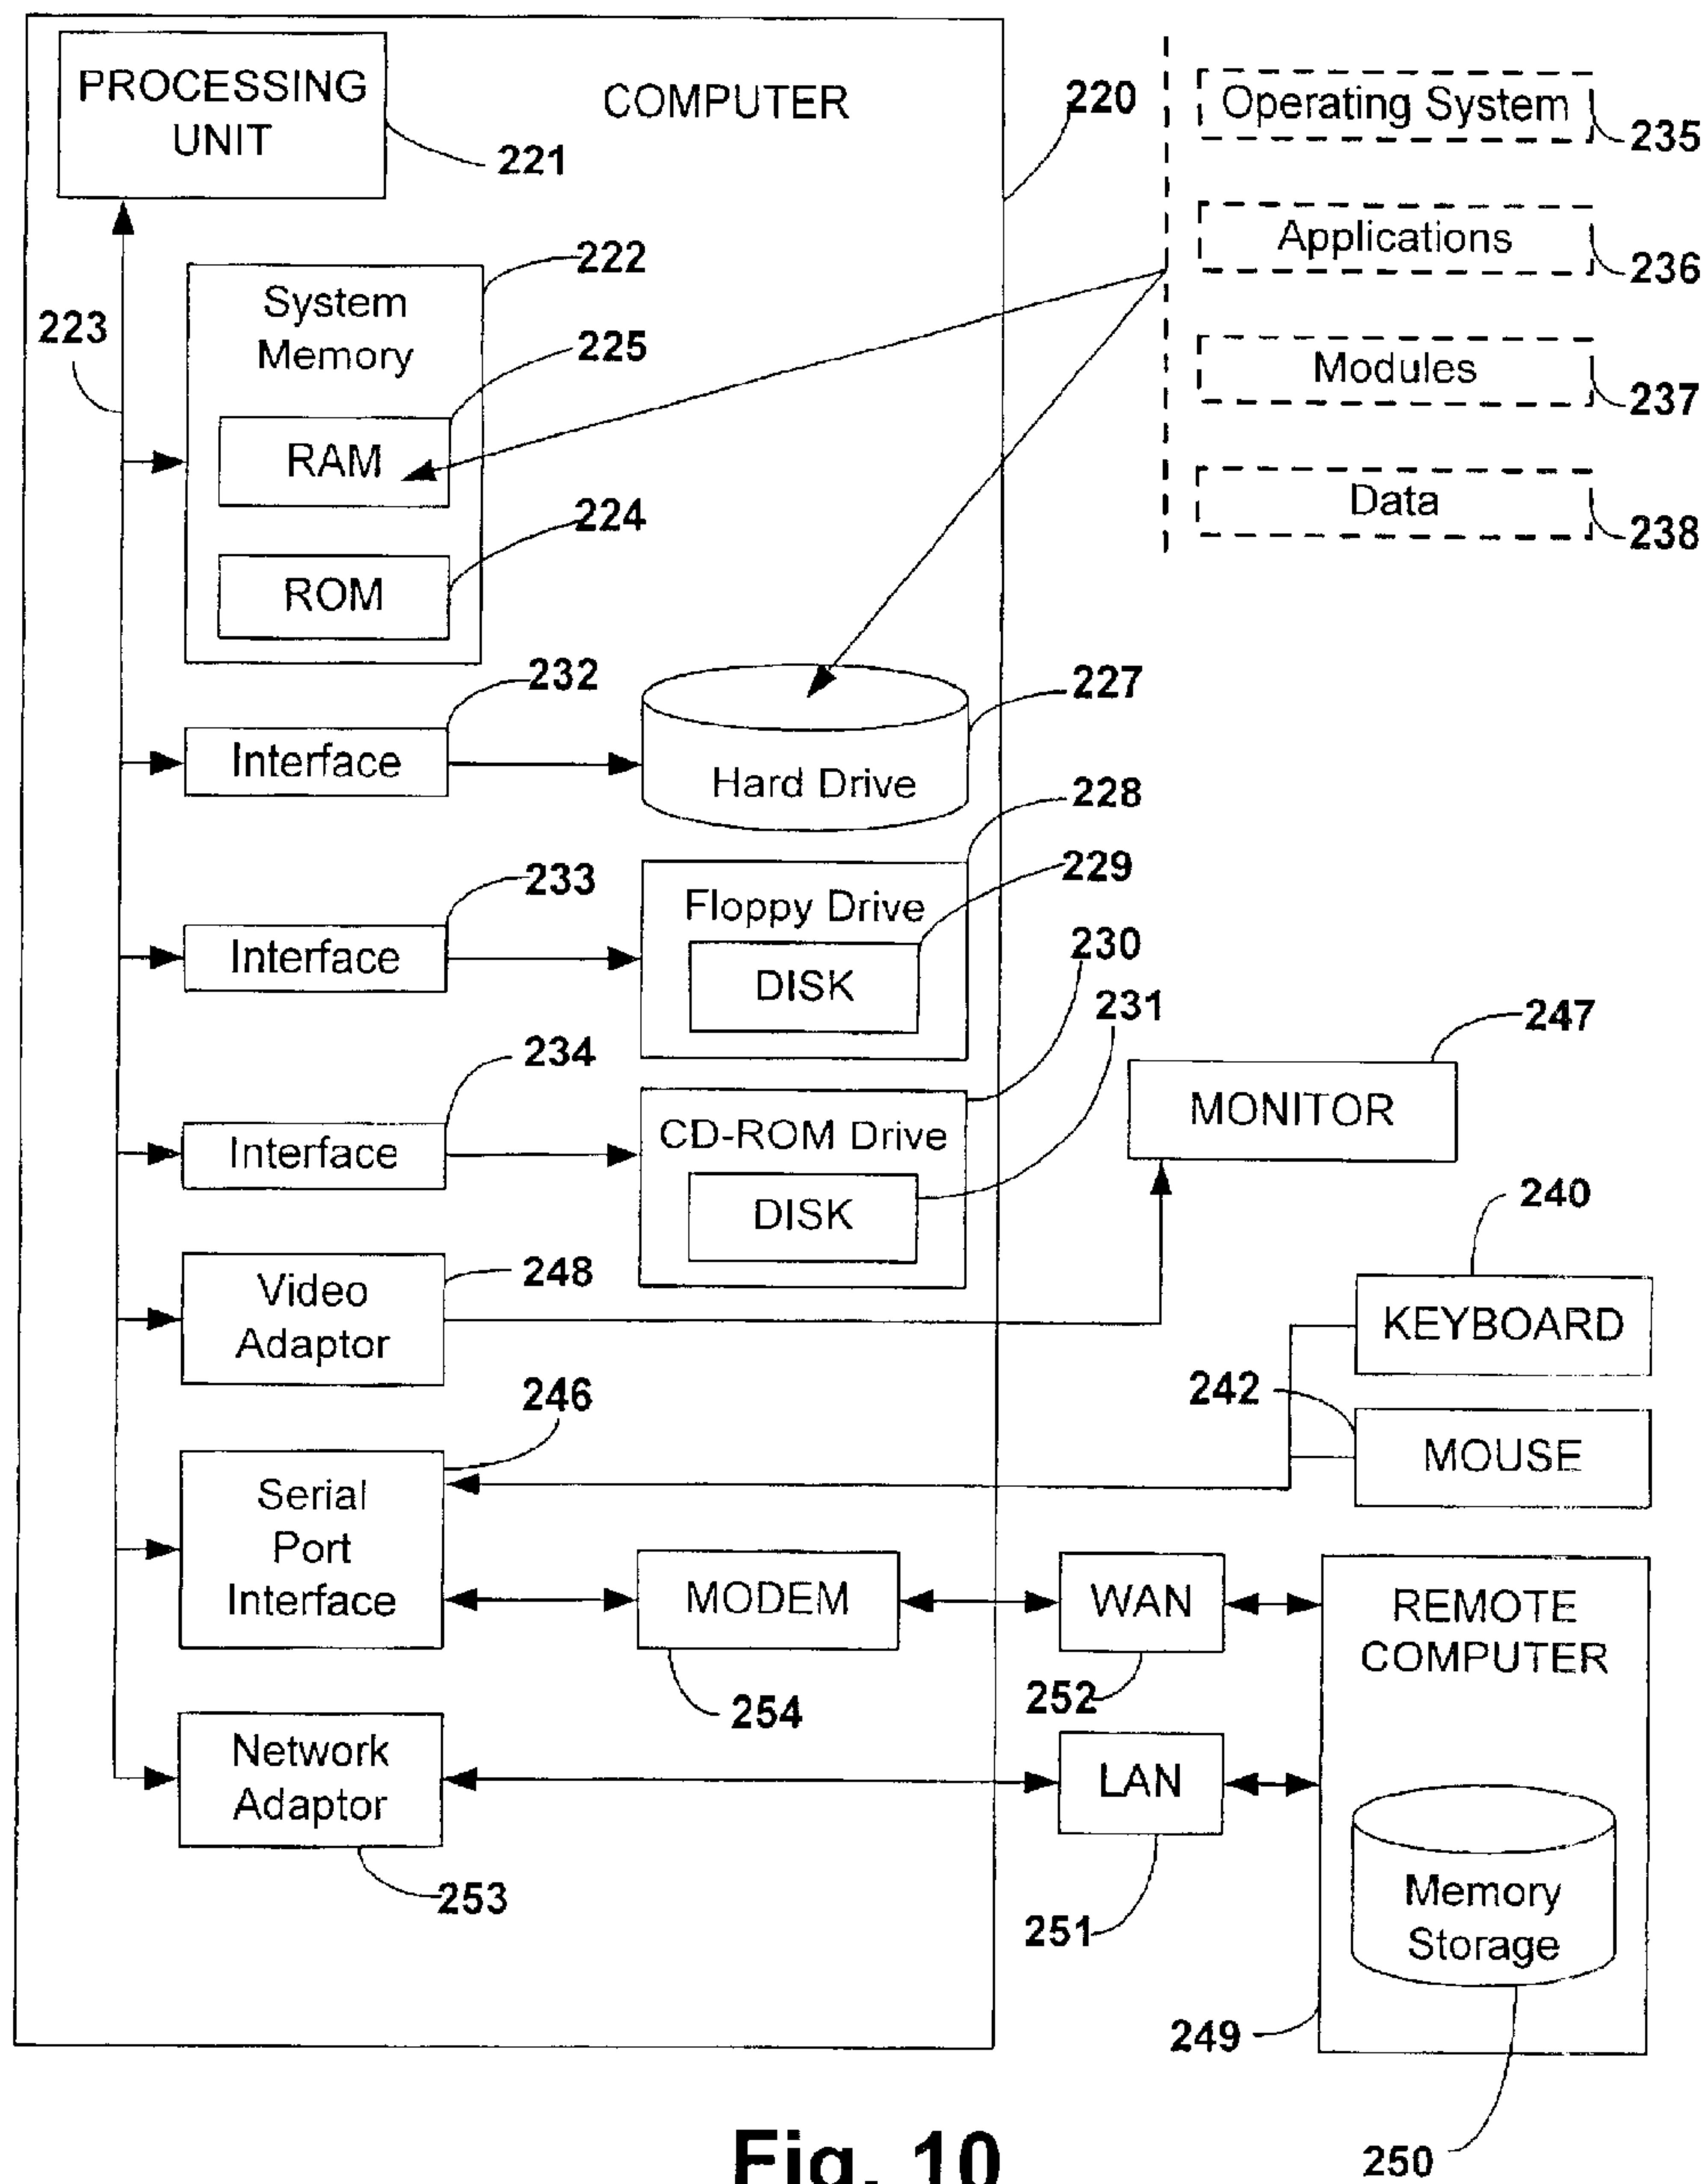 PROCESSING
UNIT
COMPUTER
220
221
Operating System
235
Applications
236
Modules
237
Data
238
222
System
Memory
223
225
RAM
224
ROM
232
Interface
227
Hard Drive
228
233
Interface
Floppy Drive
229
DISK
230
231
234
Interface
CD-ROM Drive
DISK
247
MONITOR
240
KEYBOARD
248
Video
Adaptor
242
MOUSE
246
Serial
Port
Interface
MODEM
254
WAN
252
REMOTE
COMPUTER
Network
Adaptor
253
LAN
251
Memory
Storage
249
250
Fig. 10